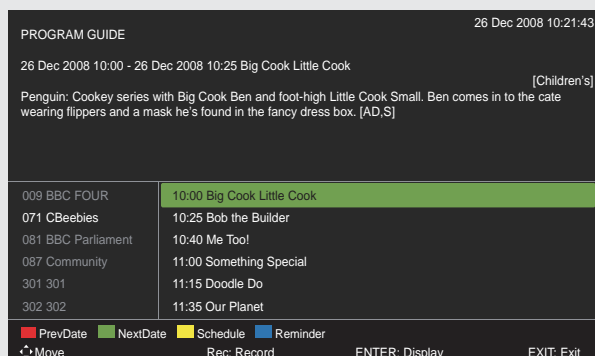 26 Dec 2008 10:21:43
PROGRAM GUIDE
26 Dec 2008 10:00 - 26 Dec 2008 10:25 Big Cook Little Cook
[Children's]
Penguin: Cookey series with Big Cook Ben and foot-high Little Cook Small. Ben comes in to the cate
wearing flippers and a mask he's found in the fancy dress box. [AD,S]
009 BBC FOUR 10:00 Big Cook Little Cook
071 CBeebies 10:25 Bob the Builder
081 BBC Parliament 10:40 Me Too!
087 Community 11:00 Something Special
301 301 11:15 Doodle Do
302 302 11:35 Our Planet
PrevDate NextDate Schedule Reminder
Move Rec: Record ENTER: Display EXIT: Exit